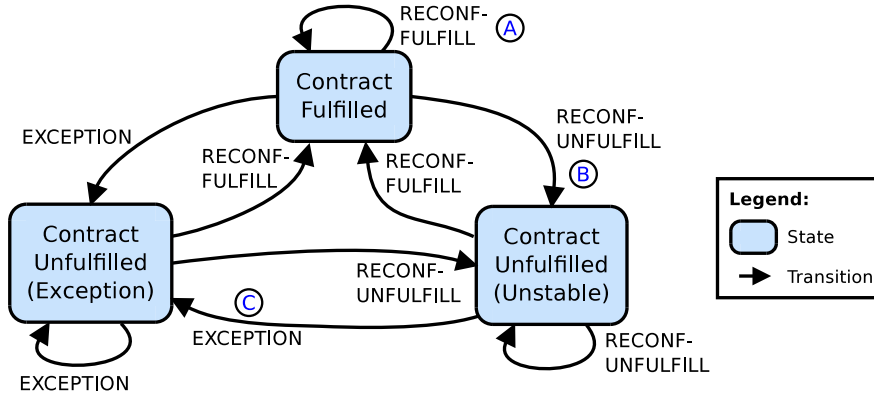 RECONF-
FULFILL
A
Contract
Fulfilled
EXCEPTION
RECONF-
FULFILL
RECONF-
FULFILL
RECONF-
UNFULFILL
B
Contract
Unfulfilled
(Exception)
Contract
Unfulfilled
(Unstable)
RECONF-
UNFULFILL
C
EXCEPTION
EXCEPTION
RECONF-
UNFULFILL
Legend:
State
Transition